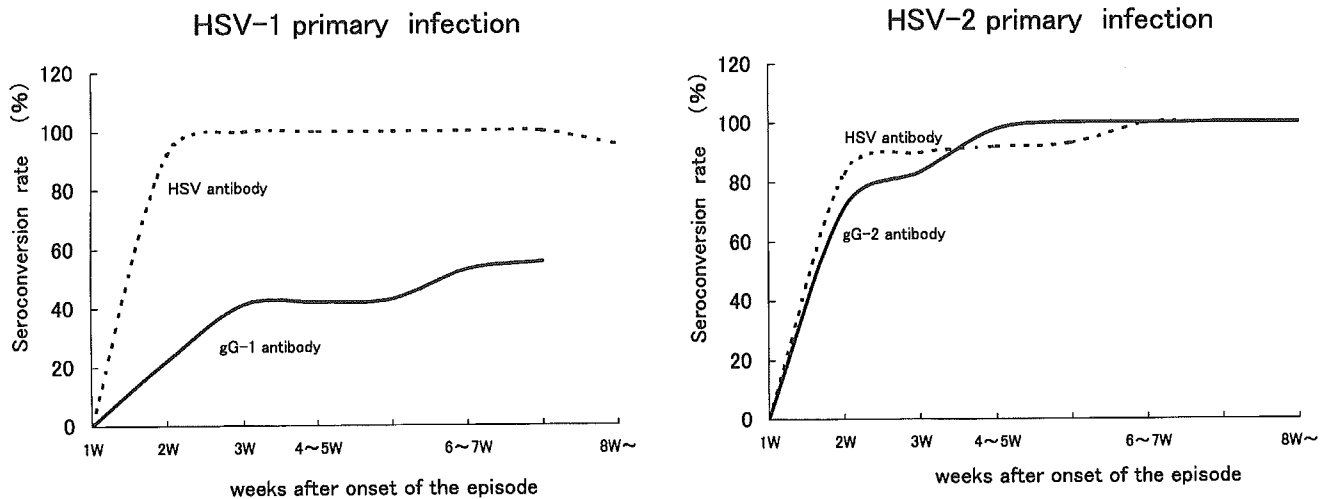 HSV-1 primary infection
Seroconversion rate (%)
120
100
80
60
40
20
0
HSV antibody
gG-1 antibody
1W 2W 3W 4～5W 6～7W 8W～
weeks after onset of the episode
HSV-2 primary infection
Seroconversion rate (%)
120
100
80
60
40
20
0
HSV antibody
gG-2 antibody
1W 2W 3W 4～5W 6～7W 8W～
weeks after onset of the episode